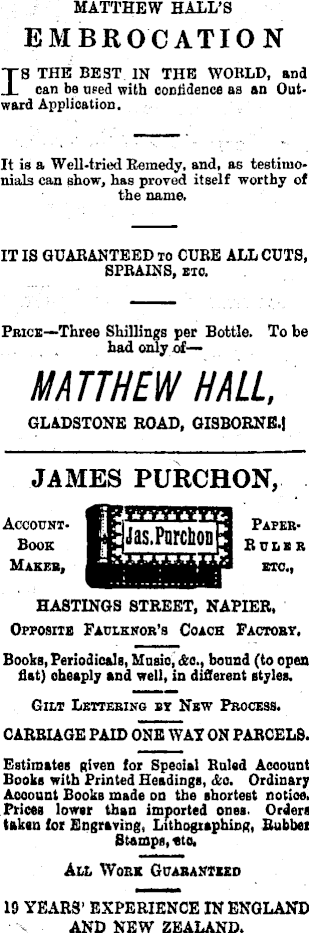 MATTHEW HALL'S
EMBROCATION
IS THE BEST IN THE WORLD, and
can be used with confidence as an Out-
ward Application.
It is a Well-tried Remedy, and, as testimo-
nials can show, has proved itself worthy of
the name.
IT IS GUARANTEED TO CURE ALL CUTS,
SPRAINS, ETC.
PRICE—Three Shillings per Bottle. To be
had only of—
MATTHEW HALL,
GLADSTONE ROAD, GISBORNE.
JAMES PURCHON,
ACCOUNT-
BOOK
MAKER,
Jas. Purchon
PAPER-
RULER
ETC.,
HASTINGS STREET, NAPIER,
OPPOSITE FAULKNOR'S COACH FACTORY.
Books, Periodicals, Music, &c., bound (to open
flat) cheaply and well, in different styles.
GILT LETTERING BY NEW PROCESS.
CARRIAGE PAID ONE WAY ON PARCELS.
Estimates given for Special Ruled Account
Books with Printed Headings, &c. Ordinary
Account Books made on the shortest notice.
Prices lower than imported ones. Orders
taken for Engraving, Lithographing, Rubber
Stamps, etc.
ALL WORK GUARANTEED
19 YEARS' EXPERIENCE IN ENGLAND
AND NEW ZEALAND.